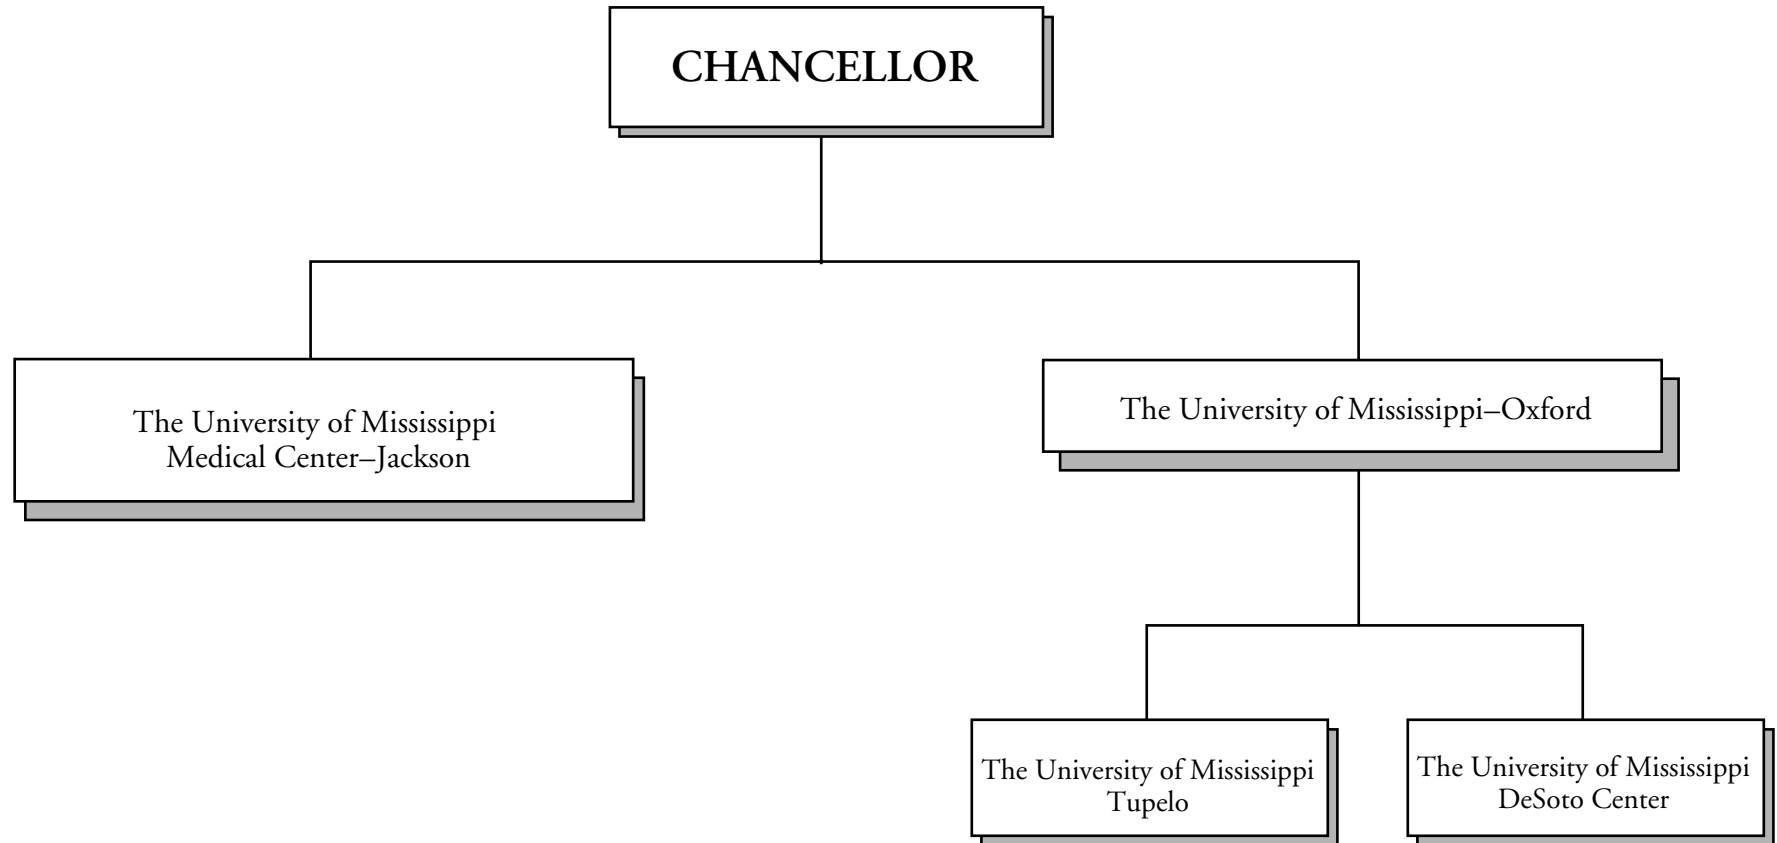 CHANCELLOR
The University of Mississippi
Medical Center–Jackson
The University of Mississippi–Oxford
The University of Mississippi
Tupelo
The University of Mississippi
DeSoto Center